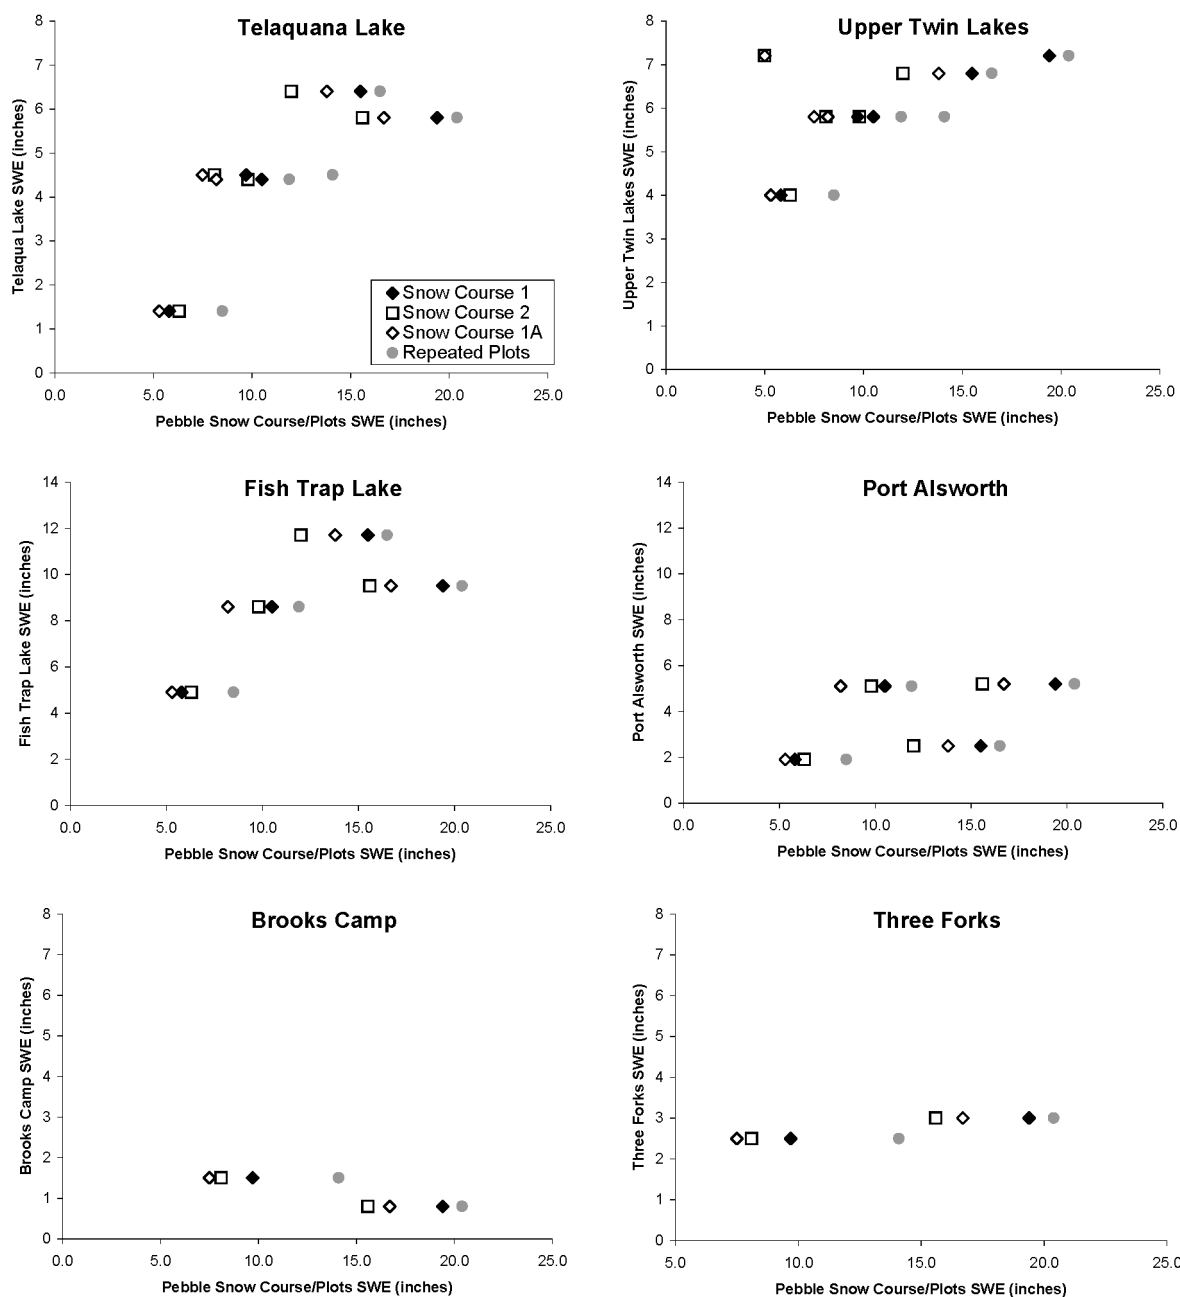 Telaquana Lake
8
7
6
5
4
3
2
1
0
Telaqua Lake SWE (inches)
Snow Course 1
Snow Course 2
Snow Course 1A
Repeated Plots
0.0 5.0 10.0 15.0 20.0 25.0
Pebble Snow Course/Plots SWE (inches)
Upper Twin Lakes
8
7
6
5
4
3
2
1
0
Upper Twin Lakes SWE (inches)
0.0 5.0 10.0 15.0 20.0 25.0
Pebble Snow Course/Plots SWE (inches)
Fish Trap Lake
14
12
10
8
6
4
2
0
Fish Trap Lake SWE (inches)
0.0 5.0 10.0 15.0 20.0 25.0
Pebble Snow Course/Plots SWE (inches)
Port Alsworth
14
12
10
8
6
4
2
0
Port Alsworth SWE (inches)
0.0 5.0 10.0 15.0 20.0 25.0
Pebble Snow Course/Plots SWE (inches)
Brooks Camp
8
7
6
5
4
3
2
1
0
Brooks Camp SWE (inches)
0.0 5.0 10.0 15.0 20.0 25.0
Pebble Snow Course/Plots SWE (inches)
Three Forks
8
7
6
5
4
3
2
1
0
Three Forks SWE (inches)
5.0 10.0 15.0 20.0 25.0
Pebble Snow Course/Plots SWE (inches)